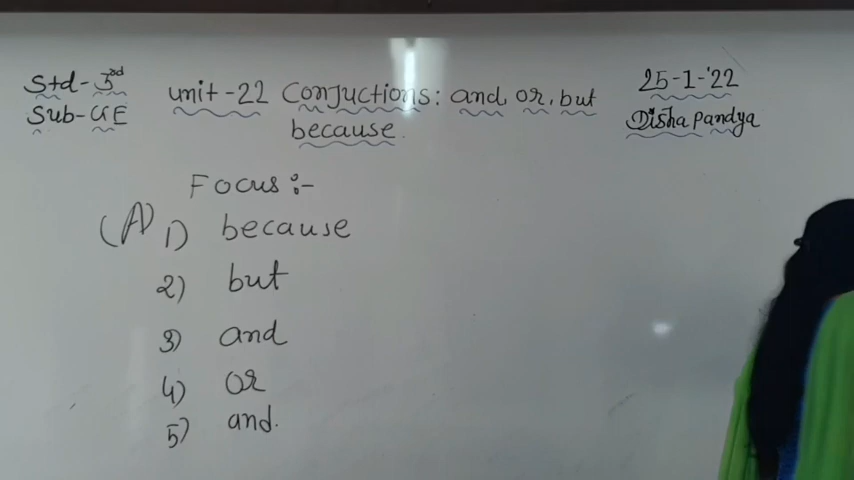 Std-3rd
Sub-GE
unit-22 Conjuctions: and, or, but
because.
25-1-'22
Disha Pandya
Focus :-
(A) 1) because
2) but
3) and
4) or
5) and.